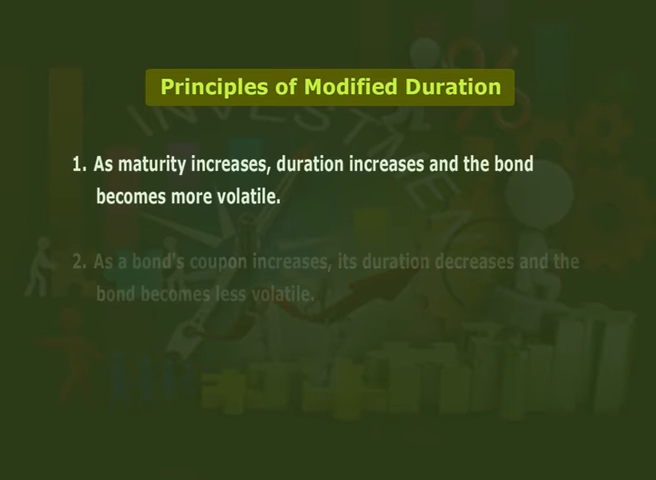 INVESTMENT
Principles of Modified Duration
1. As maturity increases, duration increases and the bond
becomes more volatile.
2. As a bond's coupon increases, its duration decreases and the
bond becomes less volatile.